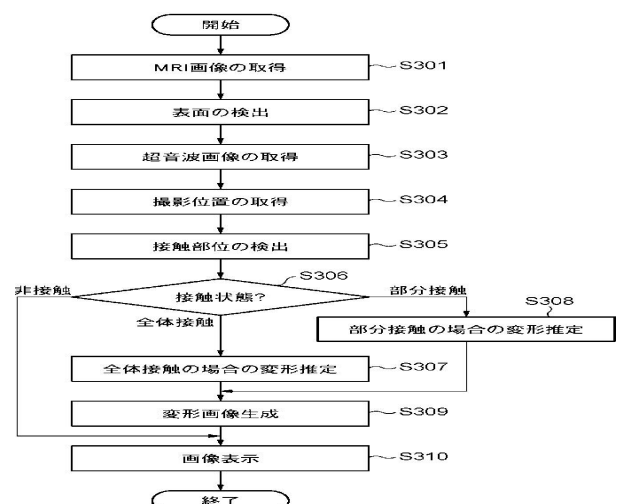 開始
MRI画像の取得 S301
表面の検出 S302
超音波画像の取得 S303
撮影位置の取得 S304
接触部位の検出 S305
S306
非接触 接触状態? 部分接触
全体接触
S308
部分接触の場合の変形推定
全体接触の場合の変形推定 S307
変形画像生成 S309
画像表示 S310
終了